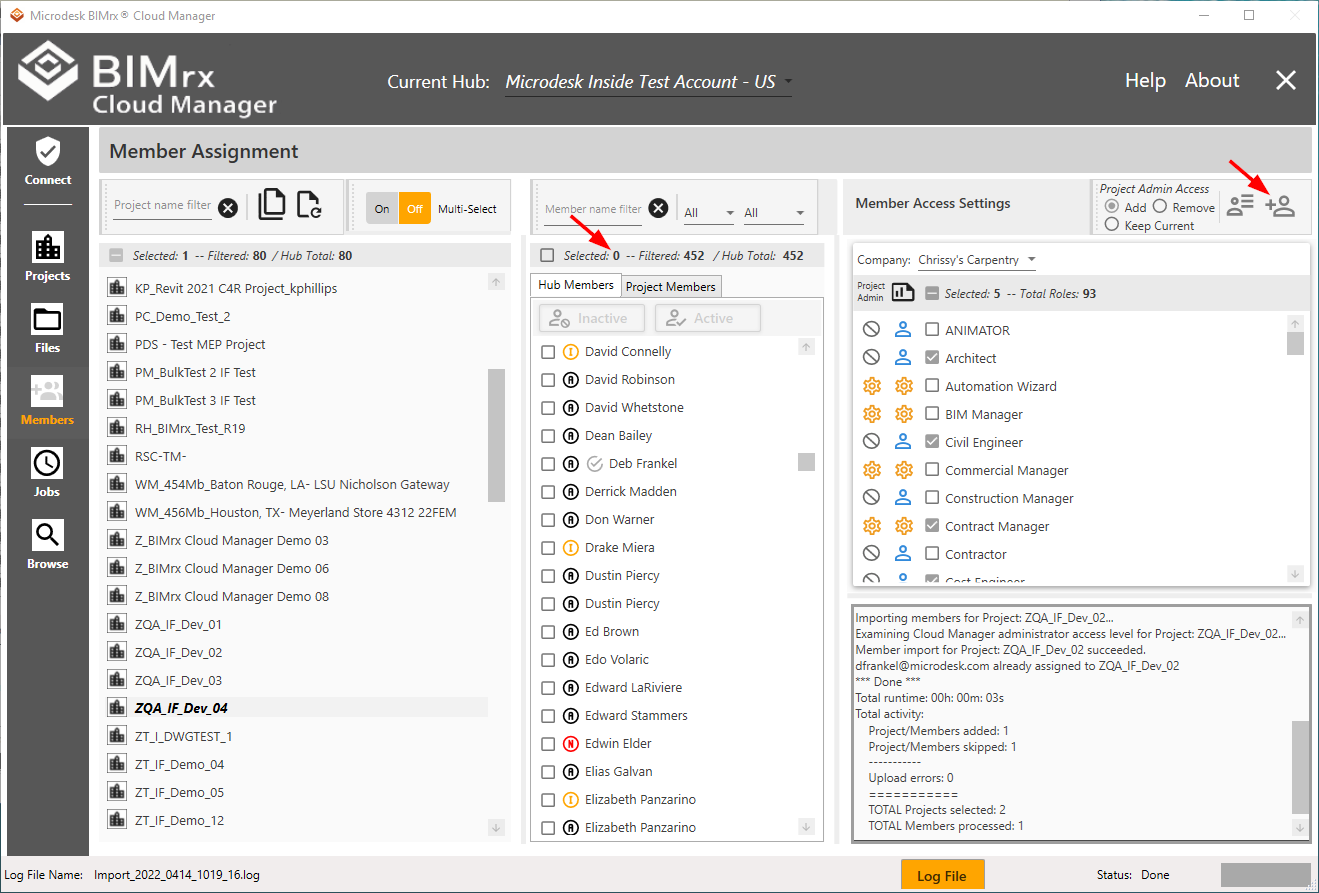 Microdesk BIMrx® Cloud Manager
BIMrx
Cloud Manager
Current Hub: Microdesk Inside Test Account - US
Help About
Connect
Projects
Files
Members
Jobs
Browse
Member Assignment
Project name filter
On Off Multi-Select
Selected: 1 -- Filtered: 80 / Hub Total: 80
KP_Revit 2021 C4R Project_kphillips
PC_Demo_Test_2
PDS - Test MEP Project
PM_BulkTest 2 IF Test
PM_BulkTest 3 IF Test
RH_BIMrx_Test_R19
RSC-TM-
WM_454Mb_Baton Rouge, LA- LSU Nicholson Gateway
WM_456Mb_Houston, TX- Meyerland Store 4312 22FEM
Z_BIMrx Cloud Manager Demo 03
Z_BIMrx Cloud Manager Demo 06
Z_BIMrx Cloud Manager Demo 08
ZQA_IF_Dev_01
ZQA_IF_Dev_02
ZQA_IF_Dev_03
ZQA_IF_Dev_04
ZT_I_DWGTEST_1
ZT_IF_Demo_04
ZT_IF_Demo_05
ZT_IF_Demo_12
Member name filter
All All
Selected: 0 -- Filtered: 452 / Hub Total: 452
Hub Members Project Members
Inactive Active
I David Connelly
A David Robinson
A David Whetstone
A Dean Bailey
A Deb Frankel
A Derrick Madden
A Don Warner
I Drake Miera
A Dustin Piercy
A Dustin Piercy
A Ed Brown
A Edo Volaric
A Edward LaRiviere
A Edward Stammers
N Edwin Elder
A Elias Galvan
I Elizabeth Panzarino
A Elizabeth Panzarino
Member Access Settings
Project Admin Access
Add Remove
Keep Current
Company: Chrissy's Carpentry
Project
Admin
Selected: 5 -- Total Roles: 93
ANIMATOR
Architect
Automation Wizard
BIM Manager
Civil Engineer
Commercial Manager
Construction Manager
Contract Manager
Contractor
Cost Engineer
Importing members for Project: ZQA_IF_Dev_02...
Examining Cloud Manager administrator access level for Project: ZQA_IF_Dev_02...
Member import for Project: ZQA_IF_Dev_02 succeeded.
dfrankel@microdesk.com already assigned to ZQA_IF_Dev_02
*** Done ***
Total runtime: 00h: 00m: 03s
Total activity:
Project/Members added: 1
Project/Members skipped: 1
-----------
Upload errors: 0
===========
TOTAL Projects selected: 2
TOTAL Members processed: 1
Log File Name: Import_2022_0414_1019_16.log
Log File
Status: Done